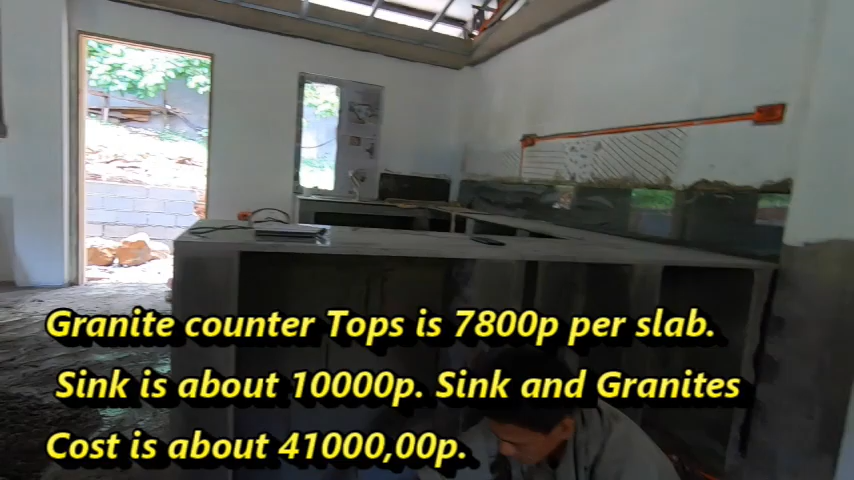 Granite counter Tops is 7800p per slab.
Sink is about 10000p. Sink and Granites
Cost is about 41000,00p.